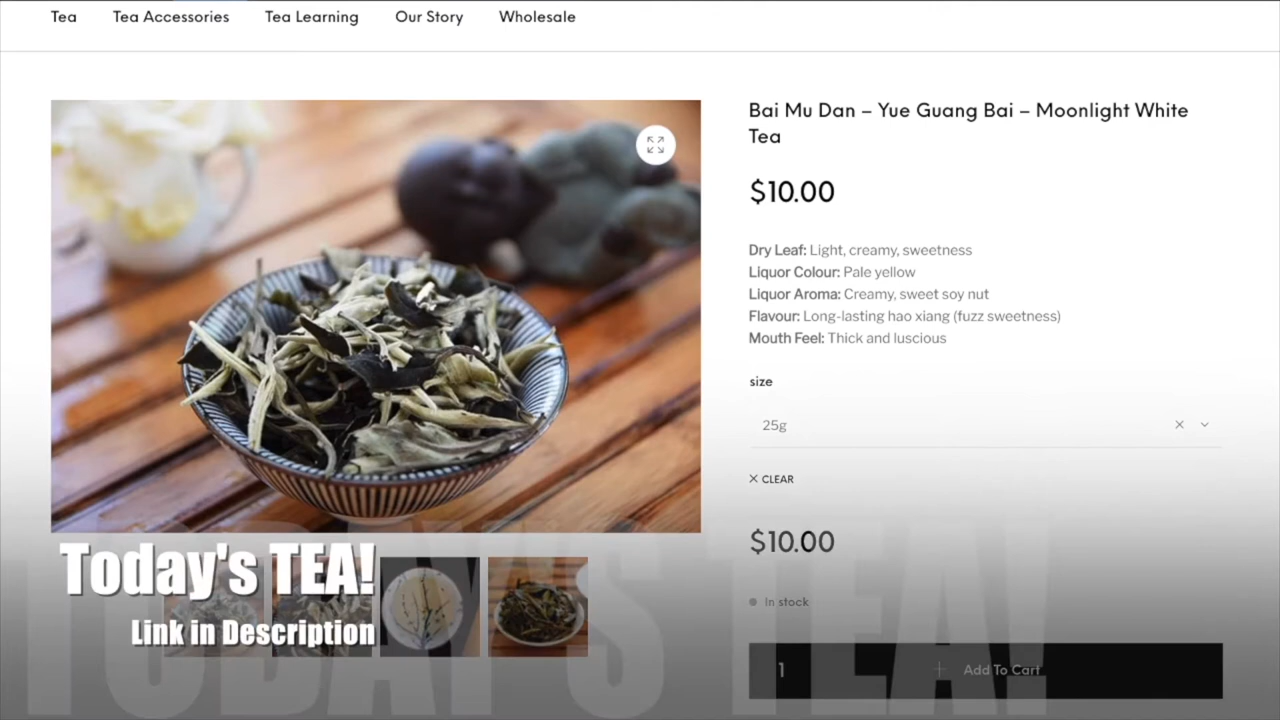 Tea Tea Accessories Tea Learning Our Story Wholesale
Bai Mu Dan – Yue Guang Bai – Moonlight White
Tea
$10.00
Dry Leaf: Light, creamy, sweetness
Liquor Colour: Pale yellow
Liquor Aroma: Creamy, sweet soy nut
Flavour: Long-lasting hao xiang (fuzz sweetness)
Mouth Feel: Thick and luscious
size
25g
CLEAR
$10.00
In stock
1 Add To Cart
TODAY'S TEA!
Today's TEA!
Link in Description